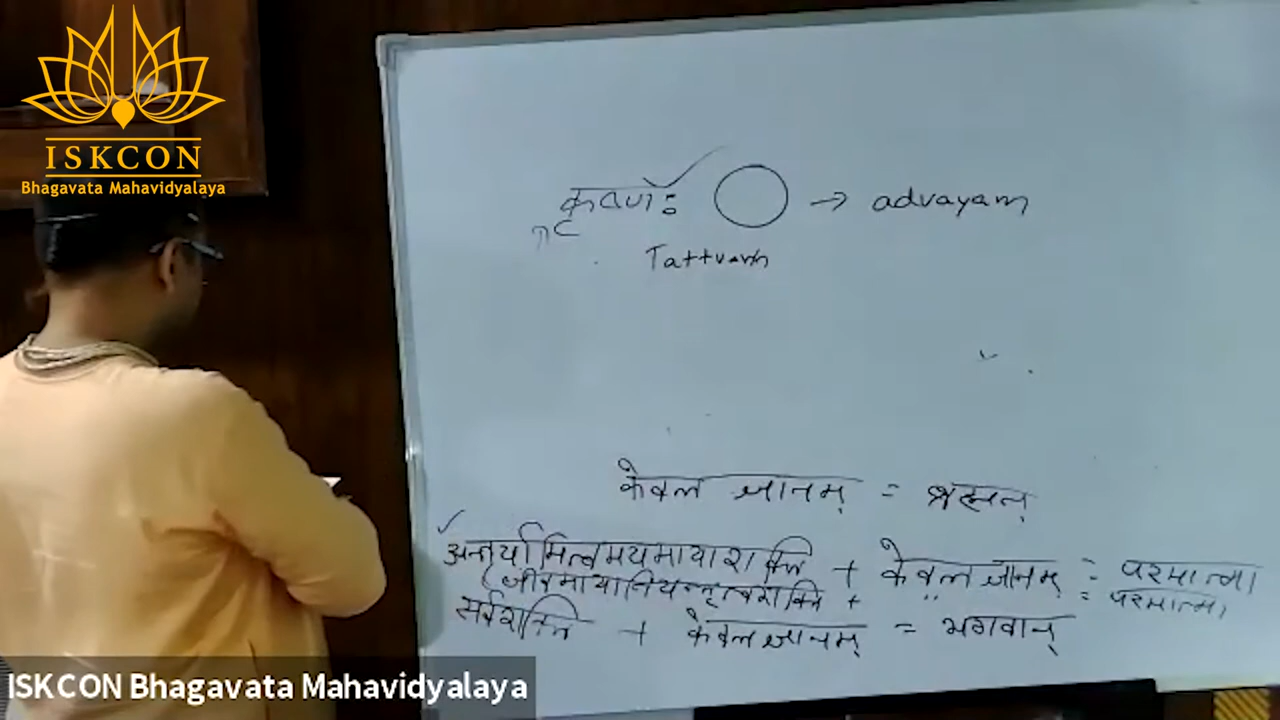 ISKCON
Bhagavata Mahavidyalaya
कृष्णः → advayam
Tattvam
केवल ज्ञानम् = ब्रह्मन्
अन्तर्यामित्वमयमायाशक्ति + केवलज्ञानम् = परमात्मा
(जीवमायानियन्तृत्वशक्ति + = परमात्मा
सर्वशक्ति + केवलज्ञानम् = भगवान्
ISKCON Bhagavata Mahavidyalaya